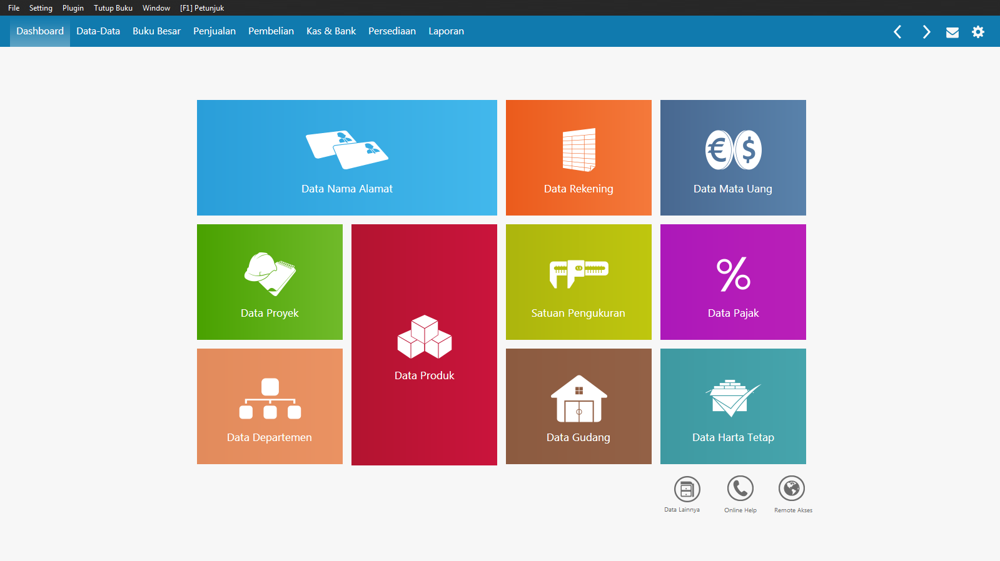 File Setting Plugin Tutup Buku Window [F1] Petunjuk
Dashboard Data-Data Buku Besar Penjualan Pembelian Kas & Bank Persediaan Laporan
€ $
Data Nama Alamat Data Rekening Data Mata Uang
%
Data Proyek Satuan Pengukuran Data Pajak
Data Produk
Data Departemen Data Gudang Data Harta Tetap
Data Lainnya Online Help Remote Akses